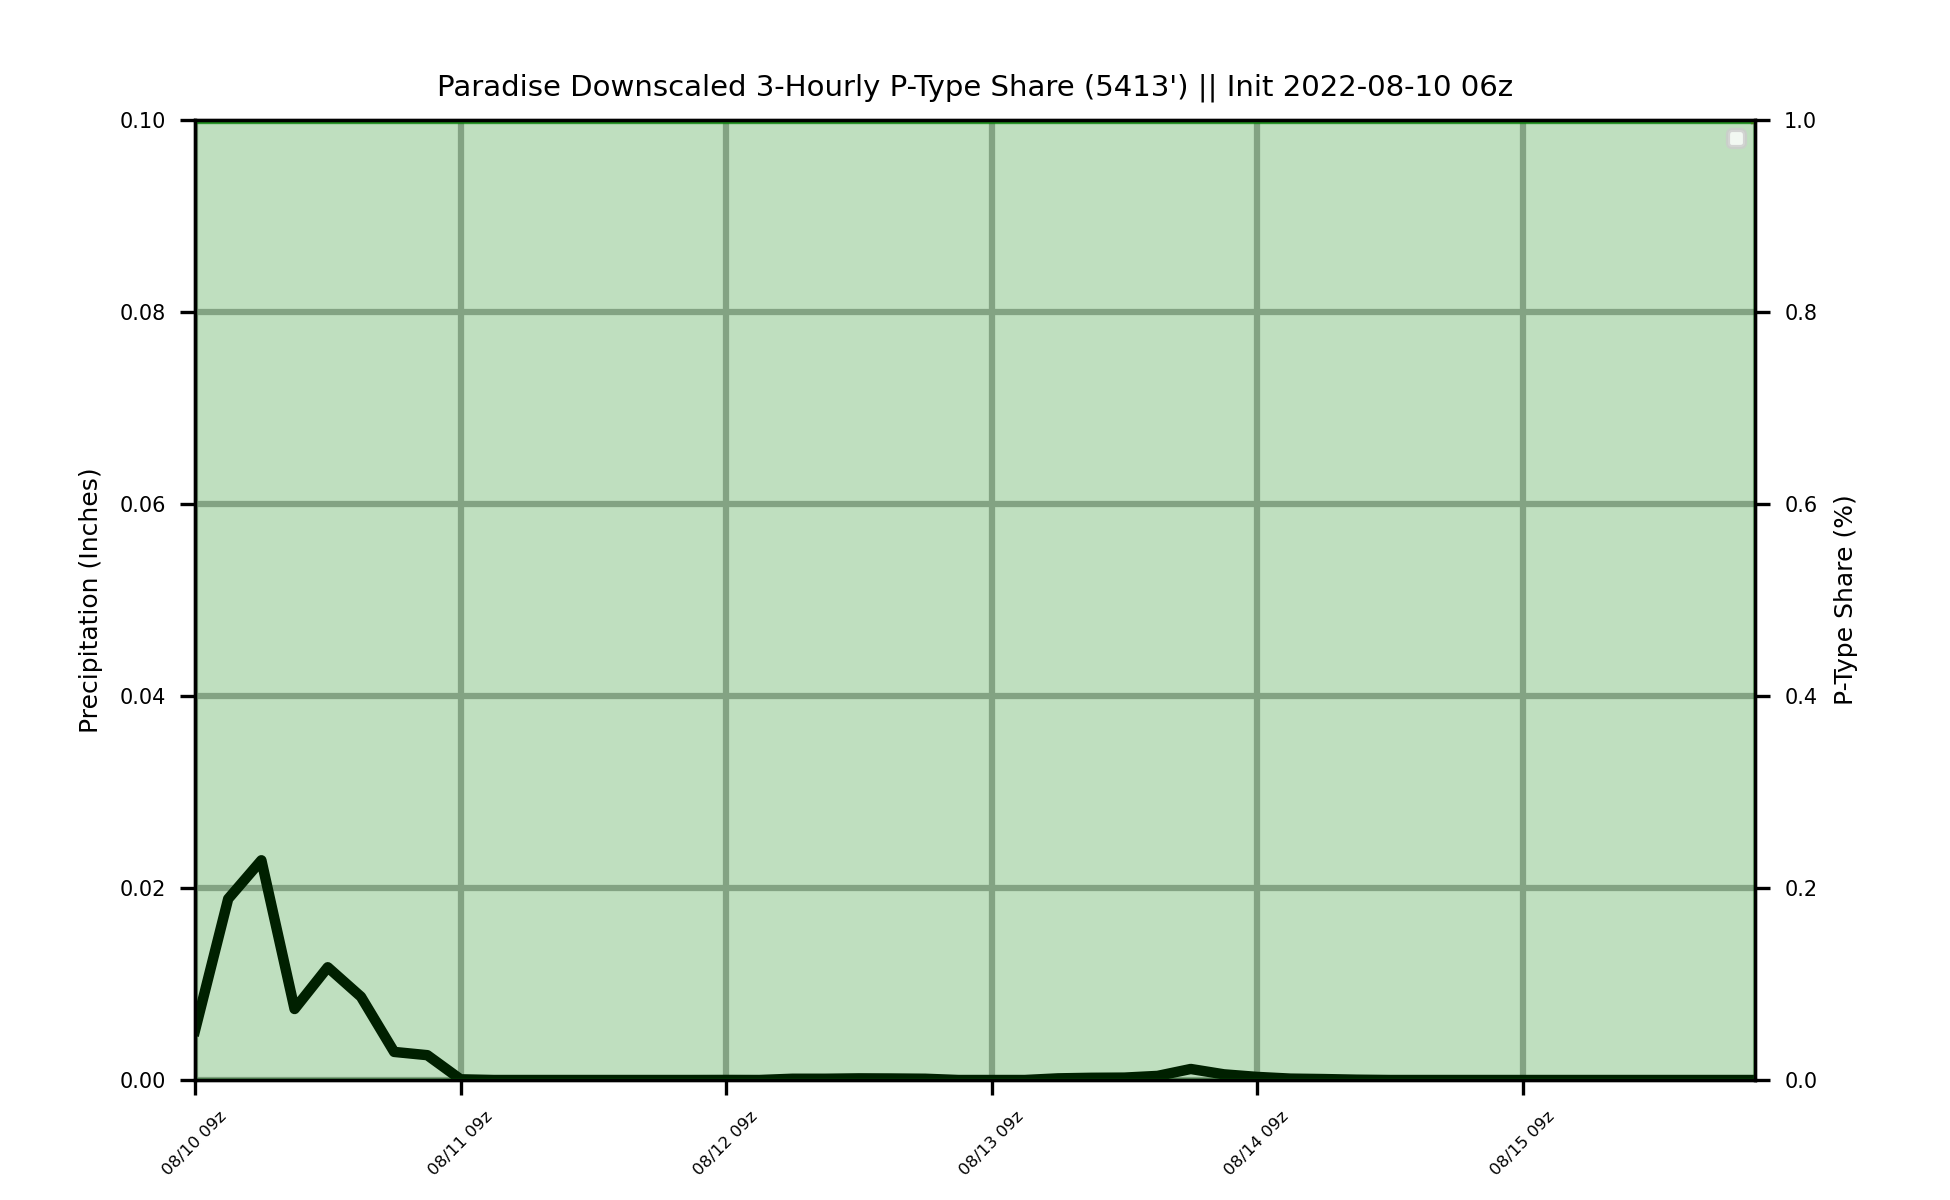 Paradise Downscaled 3-Hourly P-Type Share (5413') || Init 2022-08-10 06z
Precipitation (Inches)
0.10
0.08
0.06
0.04
0.02
0.00
1.0
0.8
0.6
0.4
0.2
0.0
P-Type Share (%)
08/10 09z
08/11 09z
08/12 09z
08/13 09z
08/14 09z
08/15 09z